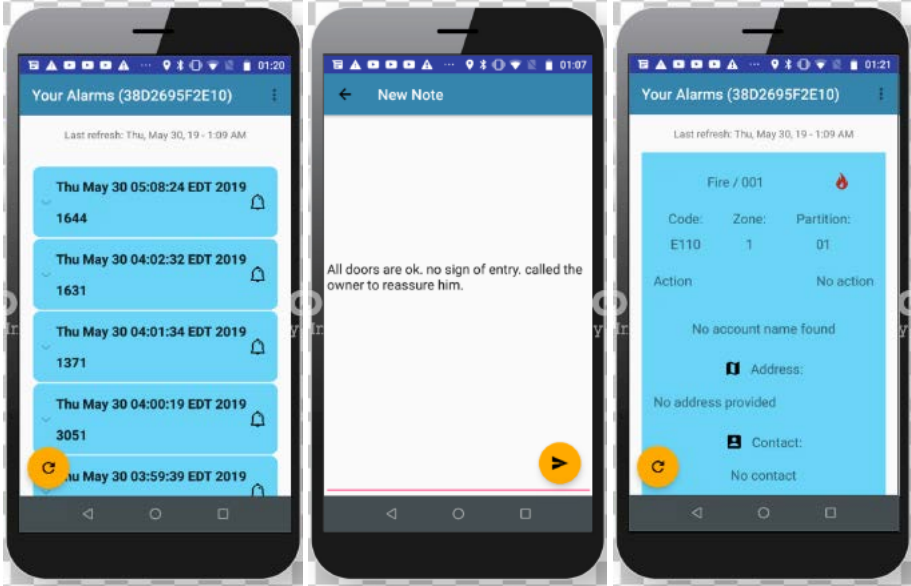 01:20
Your Alarms (38D2695F2E10)
Last refresh: Thu, May 30, 19 - 1:09 AM
Thu May 30 05:08:24 EDT 2019
1644
Thu May 30 04:02:32 EDT 2019
1631
Thu May 30 04:01:34 EDT 2019
1371
Thu May 30 04:00:19 EDT 2019
3051
hu May 30 03:59:39 EDT 2019
01:07
New Note
All doors are ok. no sign of entry. called the
owner to reassure him.
01:21
Your Alarms (38D2695F2E10)
Last refresh: Thu, May 30, 19 - 1:09 AM
Fire / 001
Code: Zone: Partition:
E110 1 01
Action No action
No account name found
Address:
No address provided
Contact:
No contact